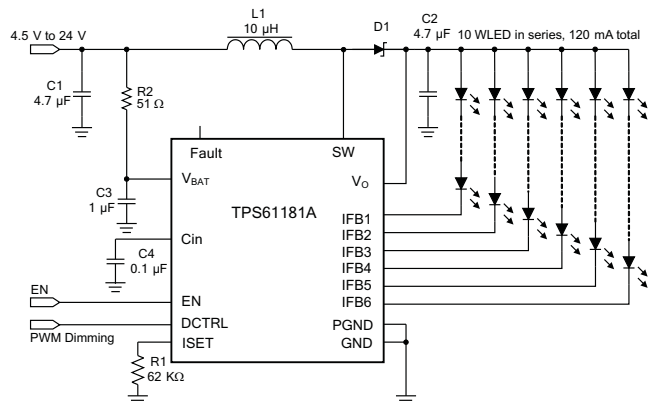 4.5 V to 24 V
L1
10 µH
D1
C2
4.7 µF
10 WLED in series, 120 mA total
C1
4.7 µF
R2
51 Ω
Fault
SW
V_BAT
V_O
C3
1 µF
TPS61181A
IFB1
IFB2
IFB3
IFB4
IFB5
IFB6
Cin
C4
0.1 µF
EN
EN
DCTRL
PWM Dimming
ISET
PGND
GND
R1
62 KΩ